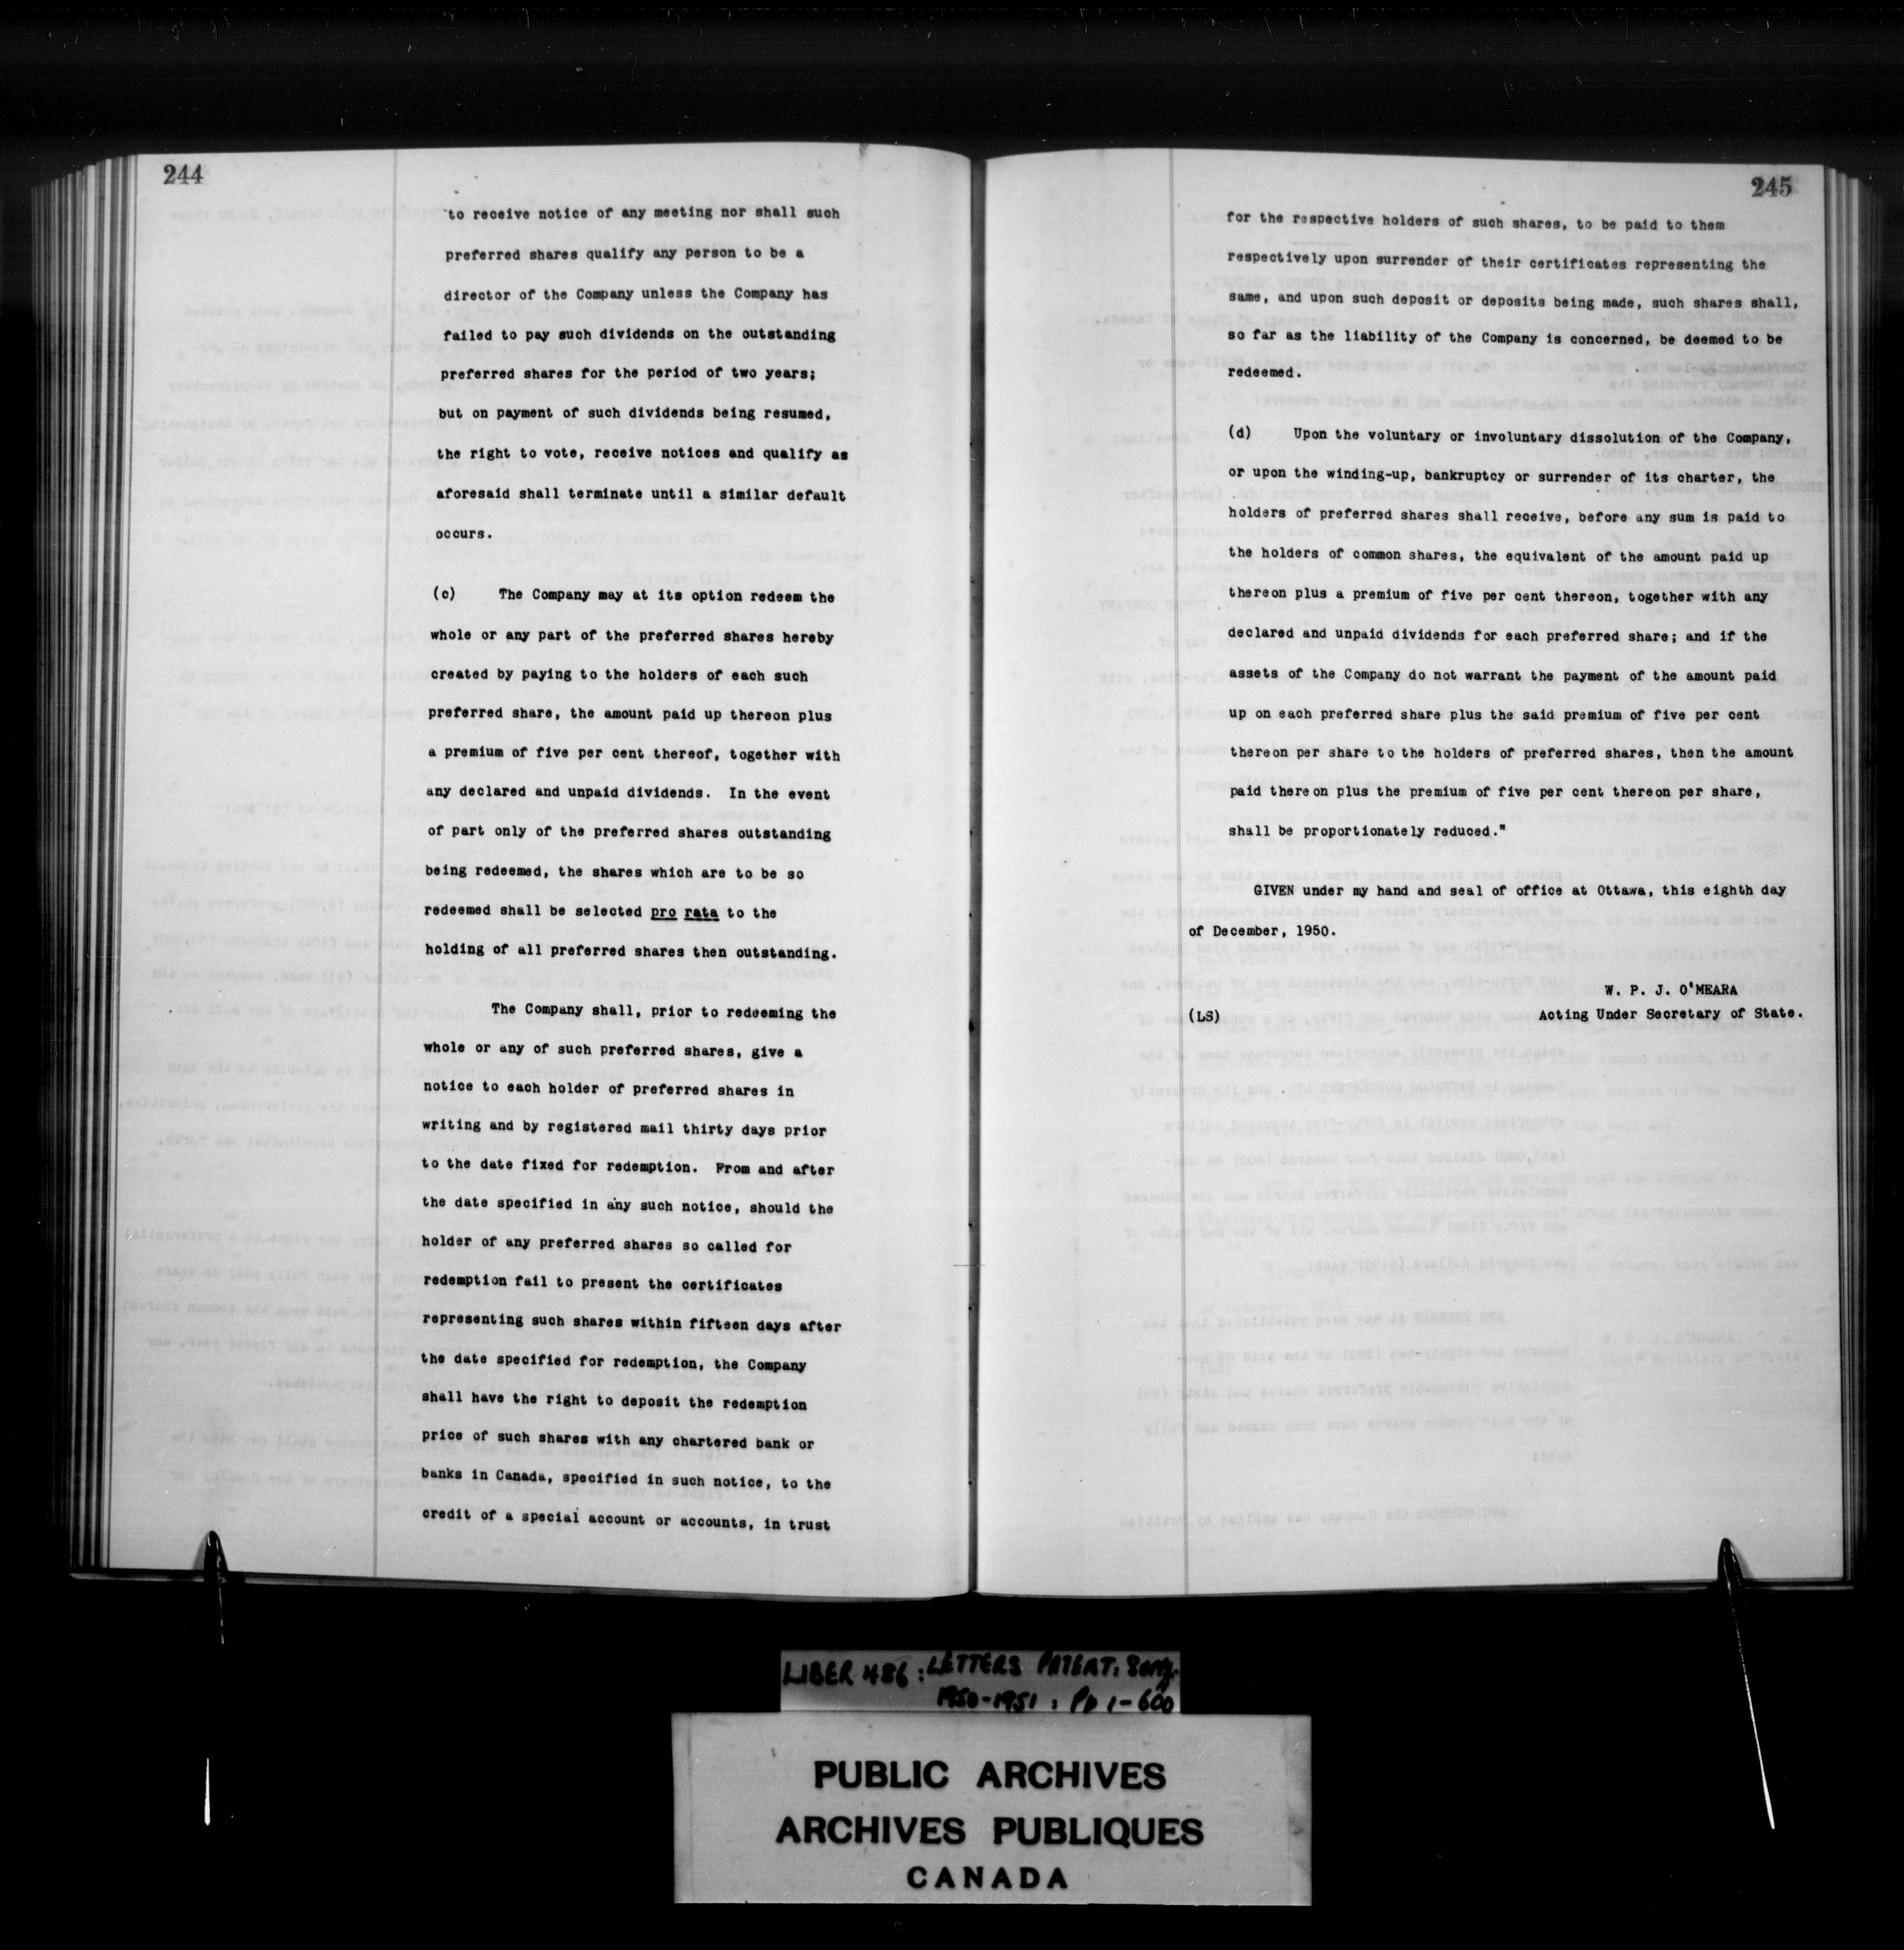 244
to receive notice of any meeting nor shall such
preferred shares qualify any person to be a
director of the Company unless the Company has
failed to pay such dividends on the outstanding
preferred shares for the period of two years;
but on payment of such dividends being resumed,
the right to vote, receive notices and qualify as
aforesaid shall terminate until a similar default
occurs.
(c) The Company may at its option redeem the
whole or any part of the preferred shares hereby
created by paying to the holders of each such
preferred share, the amount paid up thereon plus
a premium of five per cent thereof, together with
any declared and unpaid dividends. In the event
of part only of the preferred shares outstanding
being redeemed, the shares which are to be so
redeemed shall be selected pro rata to the
holding of all preferred shares then outstanding.
The Company shall, prior to redeeming the
whole or any of such preferred shares, give a
notice to each holder of preferred shares in
writing and by registered mail thirty days prior
to the date fixed for redemption. From and after
the date specified in any such notice, should the
holder of any preferred shares so called for
redemption fail to present the certificates
representing such shares within fifteen days after
the date specified for redemption, the Company
shall have the right to deposit the redemption
price of such shares with any chartered bank or
banks in Canada, specified in such notice, to the
credit of a special account or accounts, in trust
245
for the respective holders of such shares, to be paid to them
respectively upon surrender of their certificates representing the
same, and upon such deposit or deposits being made, such shares shall,
so far as the liability of the Company is concerned, be deemed to be
redeemed.
(d) Upon the voluntary or involuntary dissolution of the Company,
or upon the winding-up, bankruptcy or surrender of its charter, the
holders of preferred shares shall receive, before any sum is paid to
the holders of common shares, the equivalent of the amount paid up
thereon plus a premium of five per cent thereon, together with any
declared and unpaid dividends for each preferred share; and if the
assets of the Company do not warrant the payment of the amount paid
up on each preferred share plus the said premium of five per cent
thereon per share to the holders of preferred shares, then the amount
paid thereon plus the premium of five per cent thereon per share,
shall be proportionately reduced."
GIVEN under my hand and seal of office at Ottawa, this eighth day
of December, 1950.
W. P. J. O'MEARA
(LS) Acting Under Secretary of State.
LIBER 486: LETTERS PATENT:
1950-1951: Pp 1-600
PUBLIC ARCHIVES
ARCHIVES PUBLIQUES
CANADA